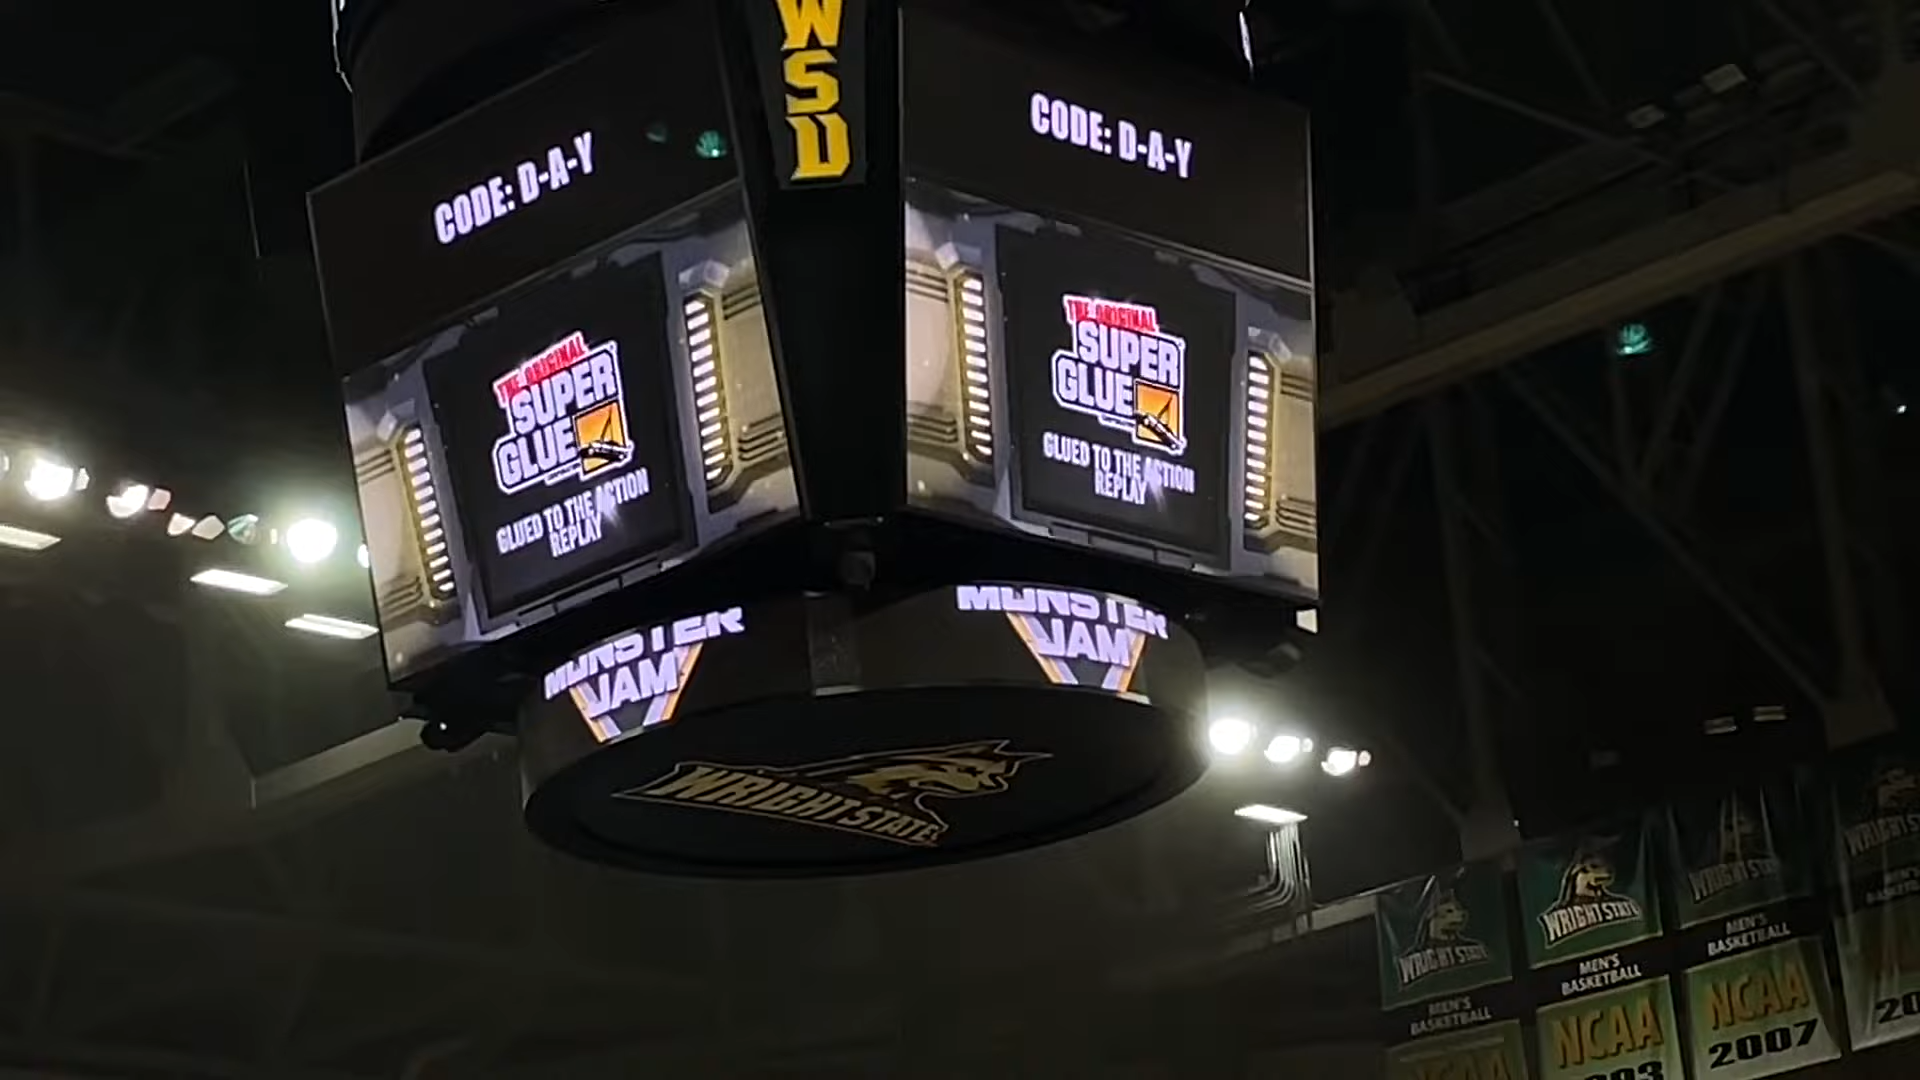 WSU
CODE: D-A-Y
THE ORIGINAL
SUPER
GLUE
GLUED TO THE ACTION
REPLAY
CODE: D-A-Y
THE ORIGINAL
SUPER
GLUE
GLUED TO THE ACTION
REPLAY
MONSTER
JAM
MONSTER
JAM
WRIGHT STATE
WRIGHT STATE
MEN'S
BASKETBALL
NCAA
WRIGHT STATE
MEN'S
BASKETBALL
NCAA
WRIGHT STATE
MEN'S
BASKETBALL
NCAA
2007
WRIGHT